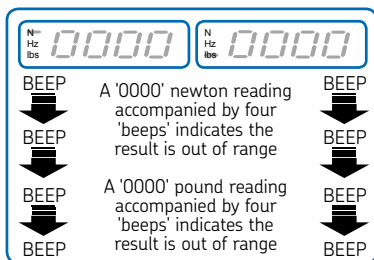 N
Hz
lbs
0000
N
Hz
lbs
0000
BEEP
BEEP
BEEP
BEEP
A '0000' newton reading
accompanied by four
'beeps' indicates the
result is out of range
A '0000' pound reading
accompanied by four
'beeps' indicates the
result is out of range
BEEP
BEEP
BEEP
BEEP